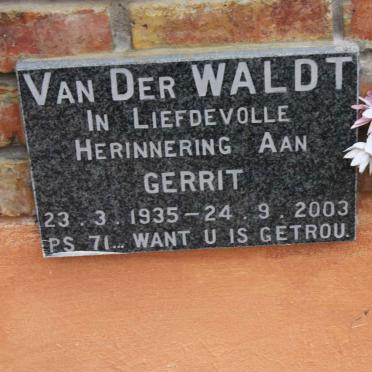 VAN DER WALDT
IN LIEFDEVOLLE
HERINNERING AAN
GERRIT
23.3.1935-24.9.2003
PS 71... WANT U IS GETROU.